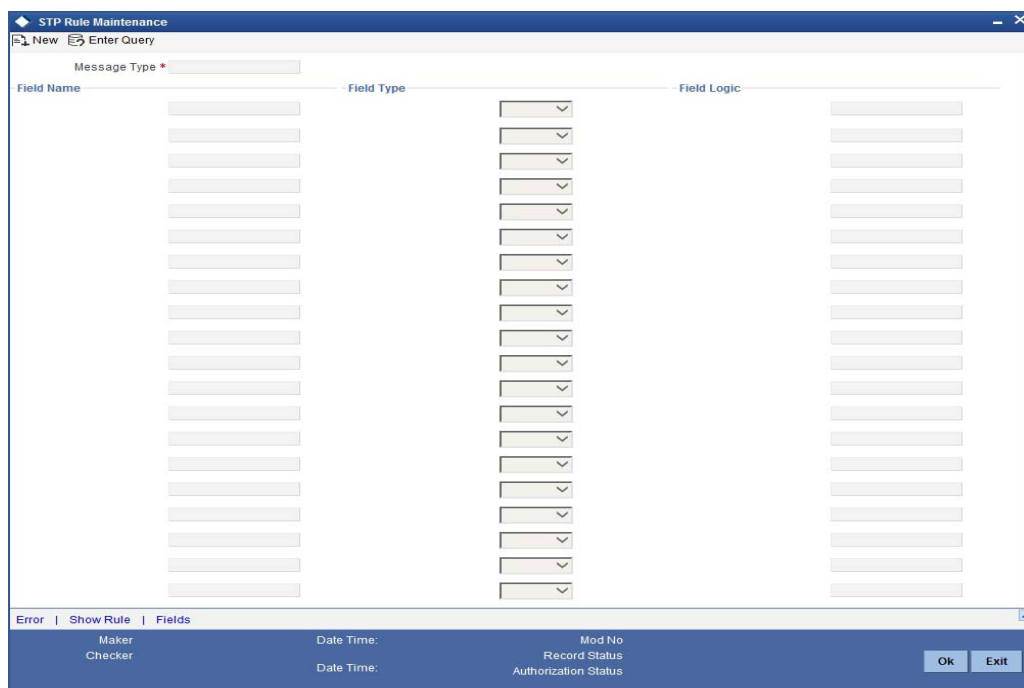 STP Rule Maintenance
New Enter Query
Message Type *
Field Name Field Type Field Logic
Error | Show Rule | Fields
Maker Date Time: Mod No
Checker Record Status
Date Time: Authorization Status
Ok Exit